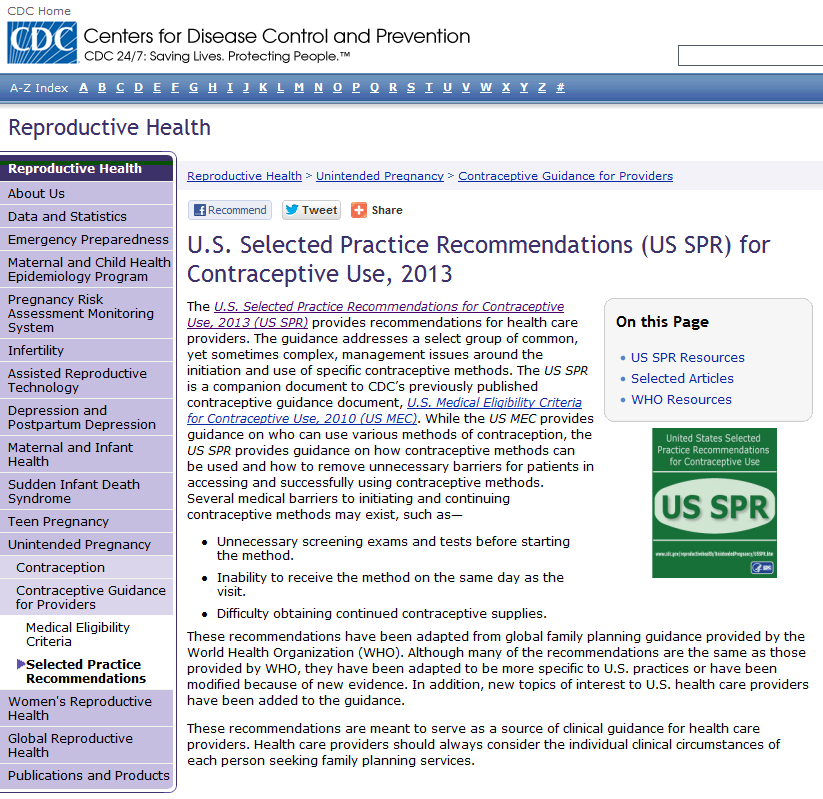 CDC Home
CDC
Centers for Disease Control and Prevention
CDC 24/7: Saving Lives. Protecting People.™
A-Z Index A B C D E F G H I J K L M N O P Q R S T U V W X Y Z #
Reproductive Health
Reproductive Health
About Us
Data and Statistics
Emergency Preparedness
Maternal and Child Health
Epidemiology Program
Pregnancy Risk
Assessment Monitoring
System
Infertility
Assisted Reproductive
Technology
Depression and
Postpartum Depression
Maternal and Infant
Health
Sudden Infant Death
Syndrome
Teen Pregnancy
Unintended Pregnancy
Contraception
Contraceptive Guidance
for Providers
Medical Eligibility
Criteria
Selected Practice
Recommendations
Women's Reproductive
Health
Global Reproductive
Health
Publications and Products
Reproductive Health > Unintended Pregnancy > Contraceptive Guidance for Providers
Recommend Tweet Share
U.S. Selected Practice Recommendations (US SPR) for
Contraceptive Use, 2013
The U.S. Selected Practice Recommendations for Contraceptive
Use, 2013 (US SPR) provides recommendations for health care
providers. The guidance addresses a select group of common,
yet sometimes complex, management issues around the
initiation and use of specific contraceptive methods. The US SPR
is a companion document to CDC's previously published
contraceptive guidance document, U.S. Medical Eligibility Criteria
for Contraceptive Use, 2010 (US MEC). While the US MEC provides
guidance on who can use various methods of contraception, the
US SPR provides guidance on how contraceptive methods can
be used and how to remove unnecessary barriers for patients in
accessing and successfully using contraceptive methods.
Several medical barriers to initiating and continuing
contraceptive methods may exist, such as—
• Unnecessary screening exams and tests before starting
the method.
• Inability to receive the method on the same day as the
visit.
• Difficulty obtaining continued contraceptive supplies.
On this Page
• US SPR Resources
• Selected Articles
• WHO Resources
United States Selected
Practice Recommendations
for Contraceptive Use
US SPR
www.cdc.gov/reproductivehealth/UnintendedPregnancy/USSPR.htm
These recommendations have been adapted from global family planning guidance provided by the
World Health Organization (WHO). Although many of the recommendations are the same as those
provided by WHO, they have been adapted to be more specific to U.S. practices or have been
modified because of new evidence. In addition, new topics of interest to U.S. health care providers
have been added to the guidance.
These recommendations are meant to serve as a source of clinical guidance for health care
providers. Health care providers should always consider the individual clinical circumstances of
each person seeking family planning services.